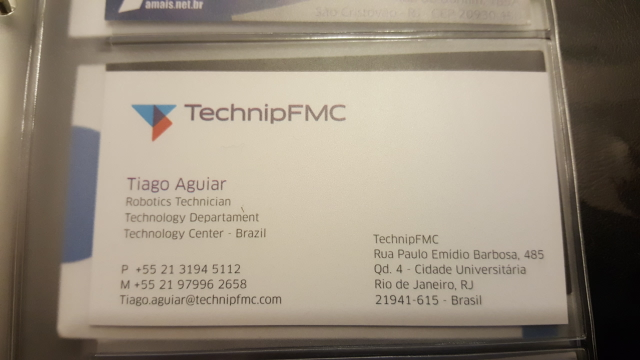 amais.net.br
TechnipFMC
Tiago Aguiar
Robotics Technician
Technology Departament
Technology Center - Brazil
P +55 21 3194 5112
M +55 21 97996 2658
Tiago.aguiar@technipfmc.com
TechnipFMC
Rua Paulo Emidio Barbosa, 485
Qd. 4 - Cidade Universitária
Rio de Janeiro, RJ
21941-615 - Brasil